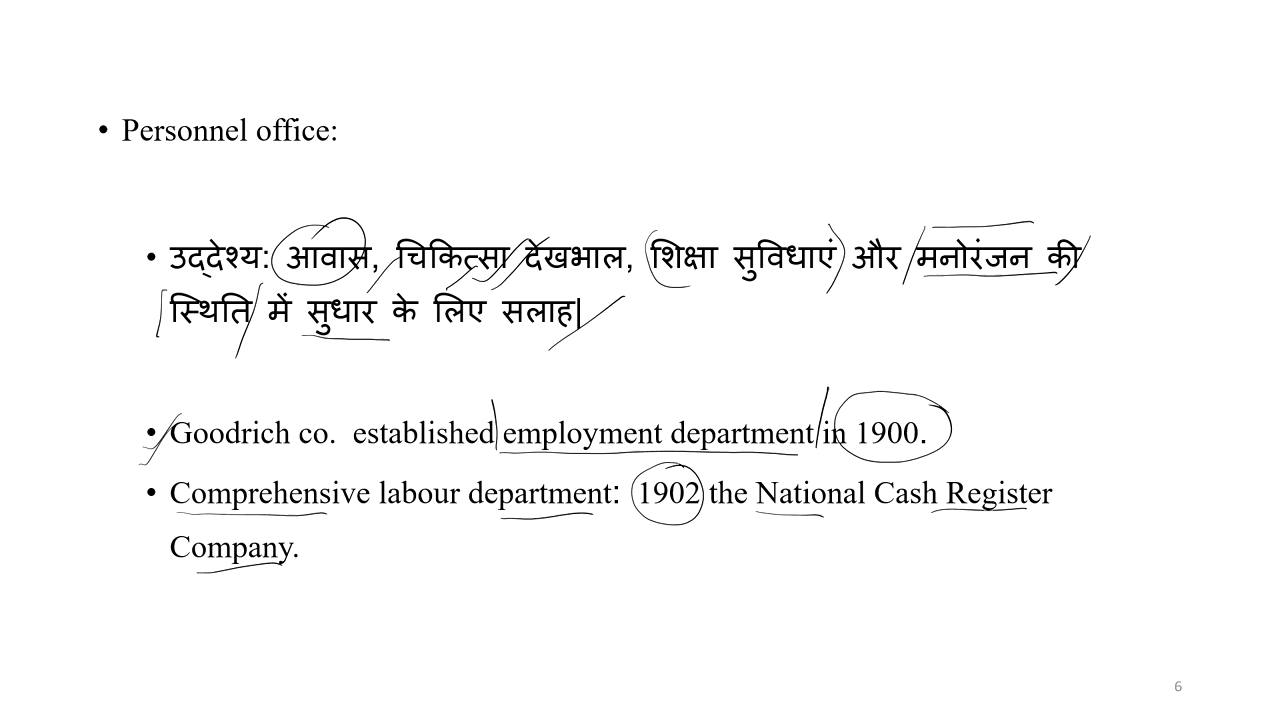 • Personnel office:
• उद्देश्य: आवास, चिकित्सा देखभाल, शिक्षा सुविधाएं और मनोरंजन की
स्थिति में सुधार के लिए सलाह|
• Goodrich co. established employment department in 1900.
• Comprehensive labour department: 1902 the National Cash Register
Company.
6